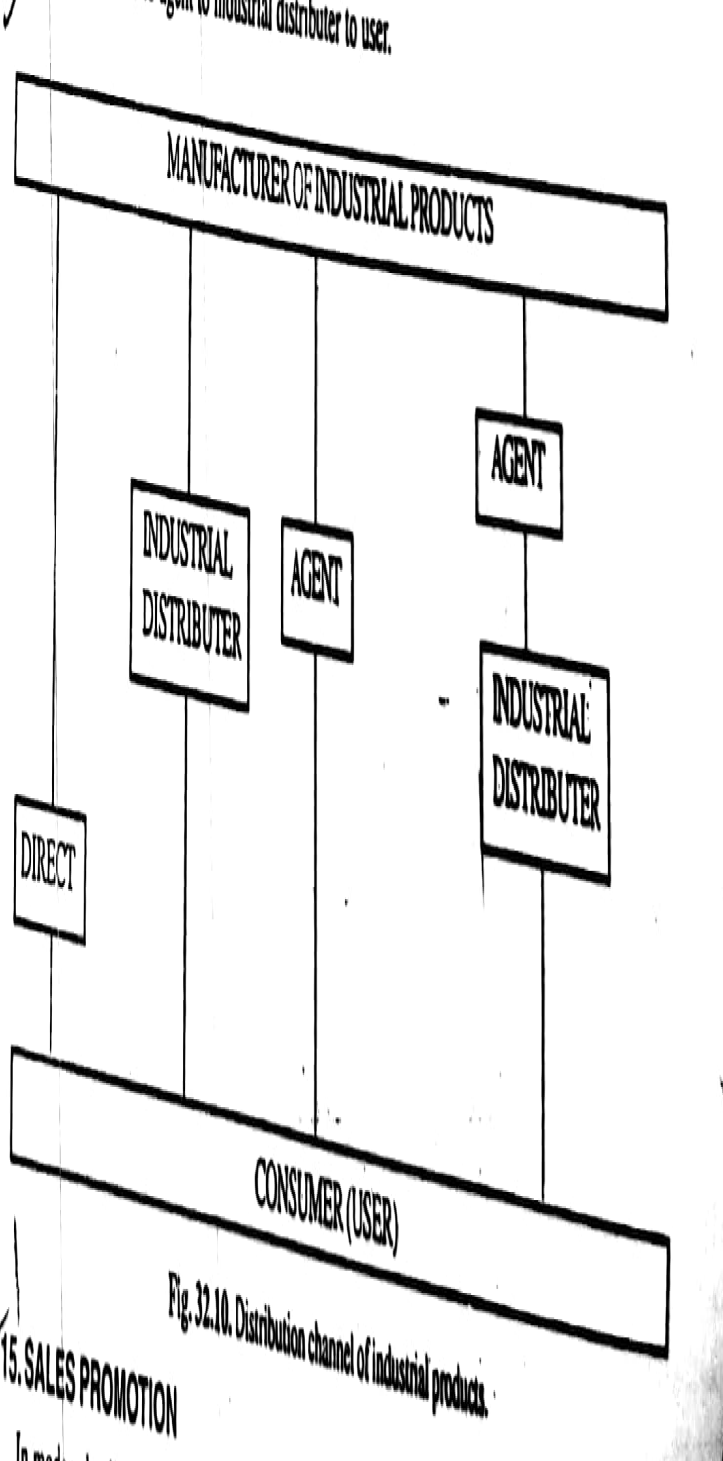 agent to industrial distributer to user.
MANUFACTURER OF INDUSTRIAL PRODUCTS
AGENT
INDUSTRIAL
DISTRIBUTER
AGENT
INDUSTRIAL
DISTRIBUTER
DIRECT
CONSUMER (USER)
Fig. 32.10. Distribution channel of industrial products.
15. SALES PROMOTION
In